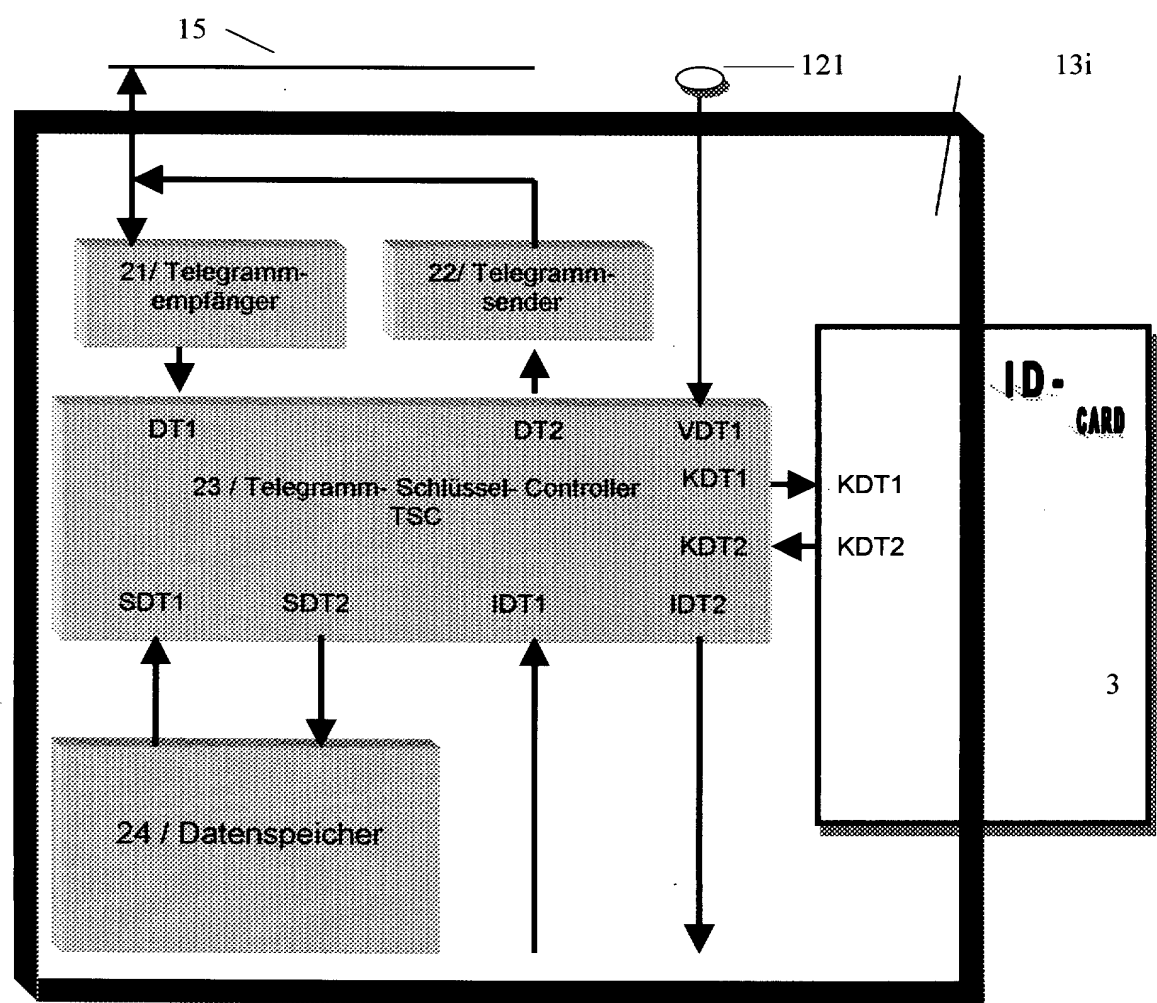 15
121
13i
21/ Telegramm-
empfänger
22/ Telegramm-
sender
ID-
CARD
DT1
DT2
VDT1
KDT1
KDT1
23 / Telegramm- Schlüssel- Controller
TSC
KDT2
KDT2
SDT1
SDT2
IDT1
IDT2
3
24 / Datenspeicher